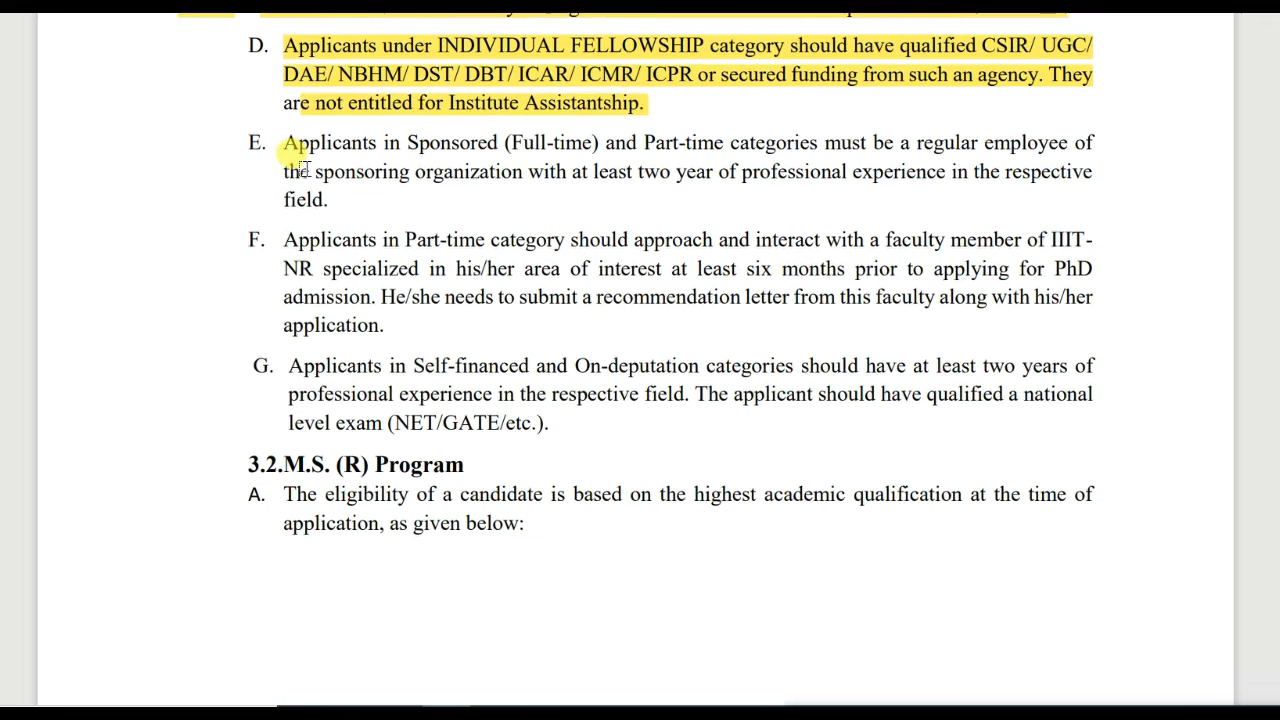 D. Applicants under INDIVIDUAL FELLOWSHIP category should have qualified CSIR/ UGC/
DAE/ NBHM/ DST/ DBT/ ICAR/ ICMR/ ICPR or secured funding from such an agency. They
are not entitled for Institute Assistantship.
E. Applicants in Sponsored (Full-time) and Part-time categories must be a regular employee of
the sponsoring organization with at least two year of professional experience in the respective
field.
F. Applicants in Part-time category should approach and interact with a faculty member of IIIT-
NR specialized in his/her area of interest at least six months prior to applying for PhD
admission. He/she needs to submit a recommendation letter from this faculty along with his/her
application.
G. Applicants in Self-financed and On-deputation categories should have at least two years of
professional experience in the respective field. The applicant should have qualified a national
level exam (NET/GATE/etc.).
3.2.M.S. (R) Program
A. The eligibility of a candidate is based on the highest academic qualification at the time of
application, as given below: